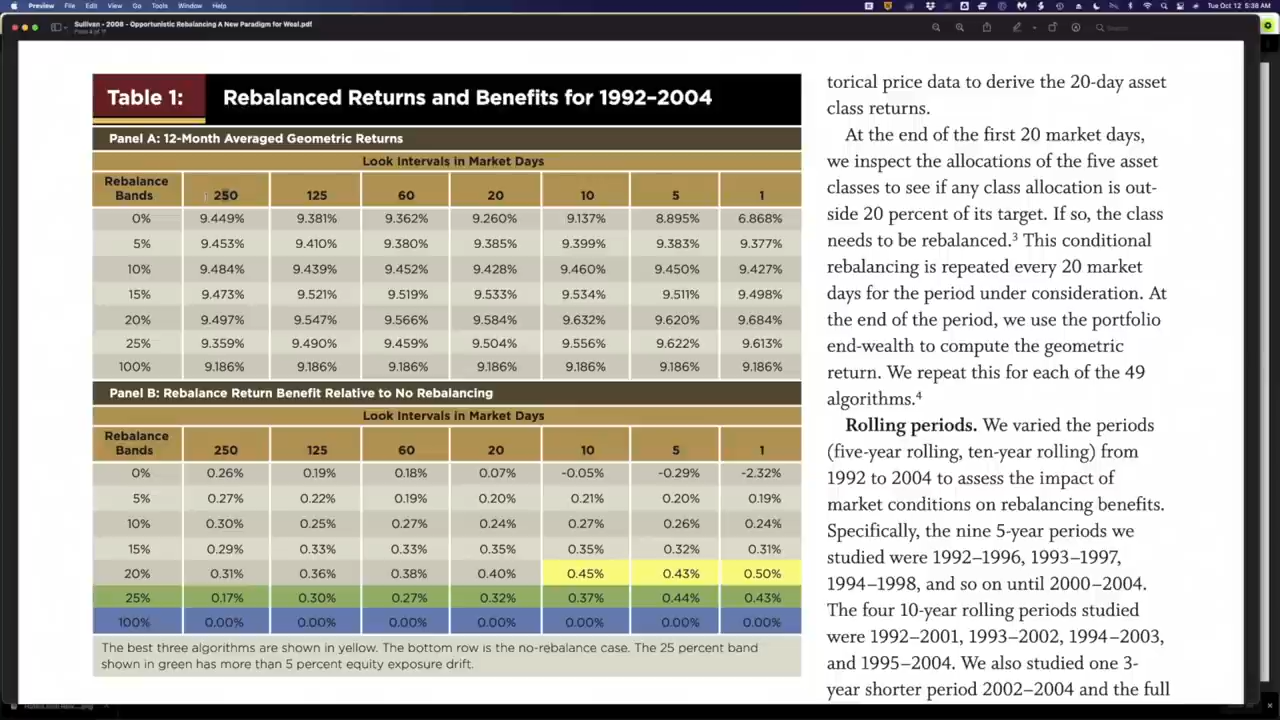 Preview File Edit View Go Tools Window Help Tue Oct 12 5:38 AM
Sullivan - 2008 - Opportunistic Rebalancing A New Paradigm for Weal.pdf
Search
Table 1: Rebalanced Returns and Benefits for 1992–2004
Panel A: 12-Month Averaged Geometric Returns
Look Intervals in Market Days
Rebalance Bands 250 125 60 20 10 5 1
0% 9.449% 9.381% 9.362% 9.260% 9.137% 8.895% 6.868%
5% 9.453% 9.410% 9.380% 9.385% 9.399% 9.383% 9.377%
10% 9.484% 9.439% 9.452% 9.428% 9.460% 9.450% 9.427%
15% 9.473% 9.521% 9.519% 9.533% 9.534% 9.511% 9.498%
20% 9.497% 9.547% 9.566% 9.584% 9.632% 9.620% 9.684%
25% 9.359% 9.490% 9.459% 9.504% 9.556% 9.622% 9.613%
100% 9.186% 9.186% 9.186% 9.186% 9.186% 9.186% 9.186%
Panel B: Rebalance Return Benefit Relative to No Rebalancing
Look Intervals in Market Days
Rebalance Bands 250 125 60 20 10 5 1
0% 0.26% 0.19% 0.18% 0.07% -0.05% -0.29% -2.32%
5% 0.27% 0.22% 0.19% 0.20% 0.21% 0.20% 0.19%
10% 0.30% 0.25% 0.27% 0.24% 0.27% 0.26% 0.24%
15% 0.29% 0.33% 0.33% 0.35% 0.35% 0.32% 0.31%
20% 0.31% 0.36% 0.38% 0.40% 0.45% 0.43% 0.50%
25% 0.17% 0.30% 0.27% 0.32% 0.37% 0.44% 0.43%
100% 0.00% 0.00% 0.00% 0.00% 0.00% 0.00% 0.00%
The best three algorithms are shown in yellow. The bottom row is the no-rebalance case. The 25 percent band
shown in green has more than 5 percent equity exposure drift.
torical price data to derive the 20-day asset
class returns.
At the end of the first 20 market days,
we inspect the allocations of the five asset
classes to see if any class allocation is out-
side 20 percent of its target. If so, the class
needs to be rebalanced.³ This conditional
rebalancing is repeated every 20 market
days for the period under consideration. At
the end of the period, we use the portfolio
end-wealth to compute the geometric
return. We repeat this for each of the 49
algorithms.⁴
Rolling periods. We varied the periods
(five-year rolling, ten-year rolling) from
1992 to 2004 to assess the impact of
market conditions on rebalancing benefits.
Specifically, the nine 5-year periods we
studied were 1992–1996, 1993–1997,
1994–1998, and so on until 2000–2004.
The four 10-year rolling periods studied
were 1992–2001, 1993–2002, 1994–2003,
and 1995–2004. We also studied one 3-
year shorter period 2002–2004 and the full